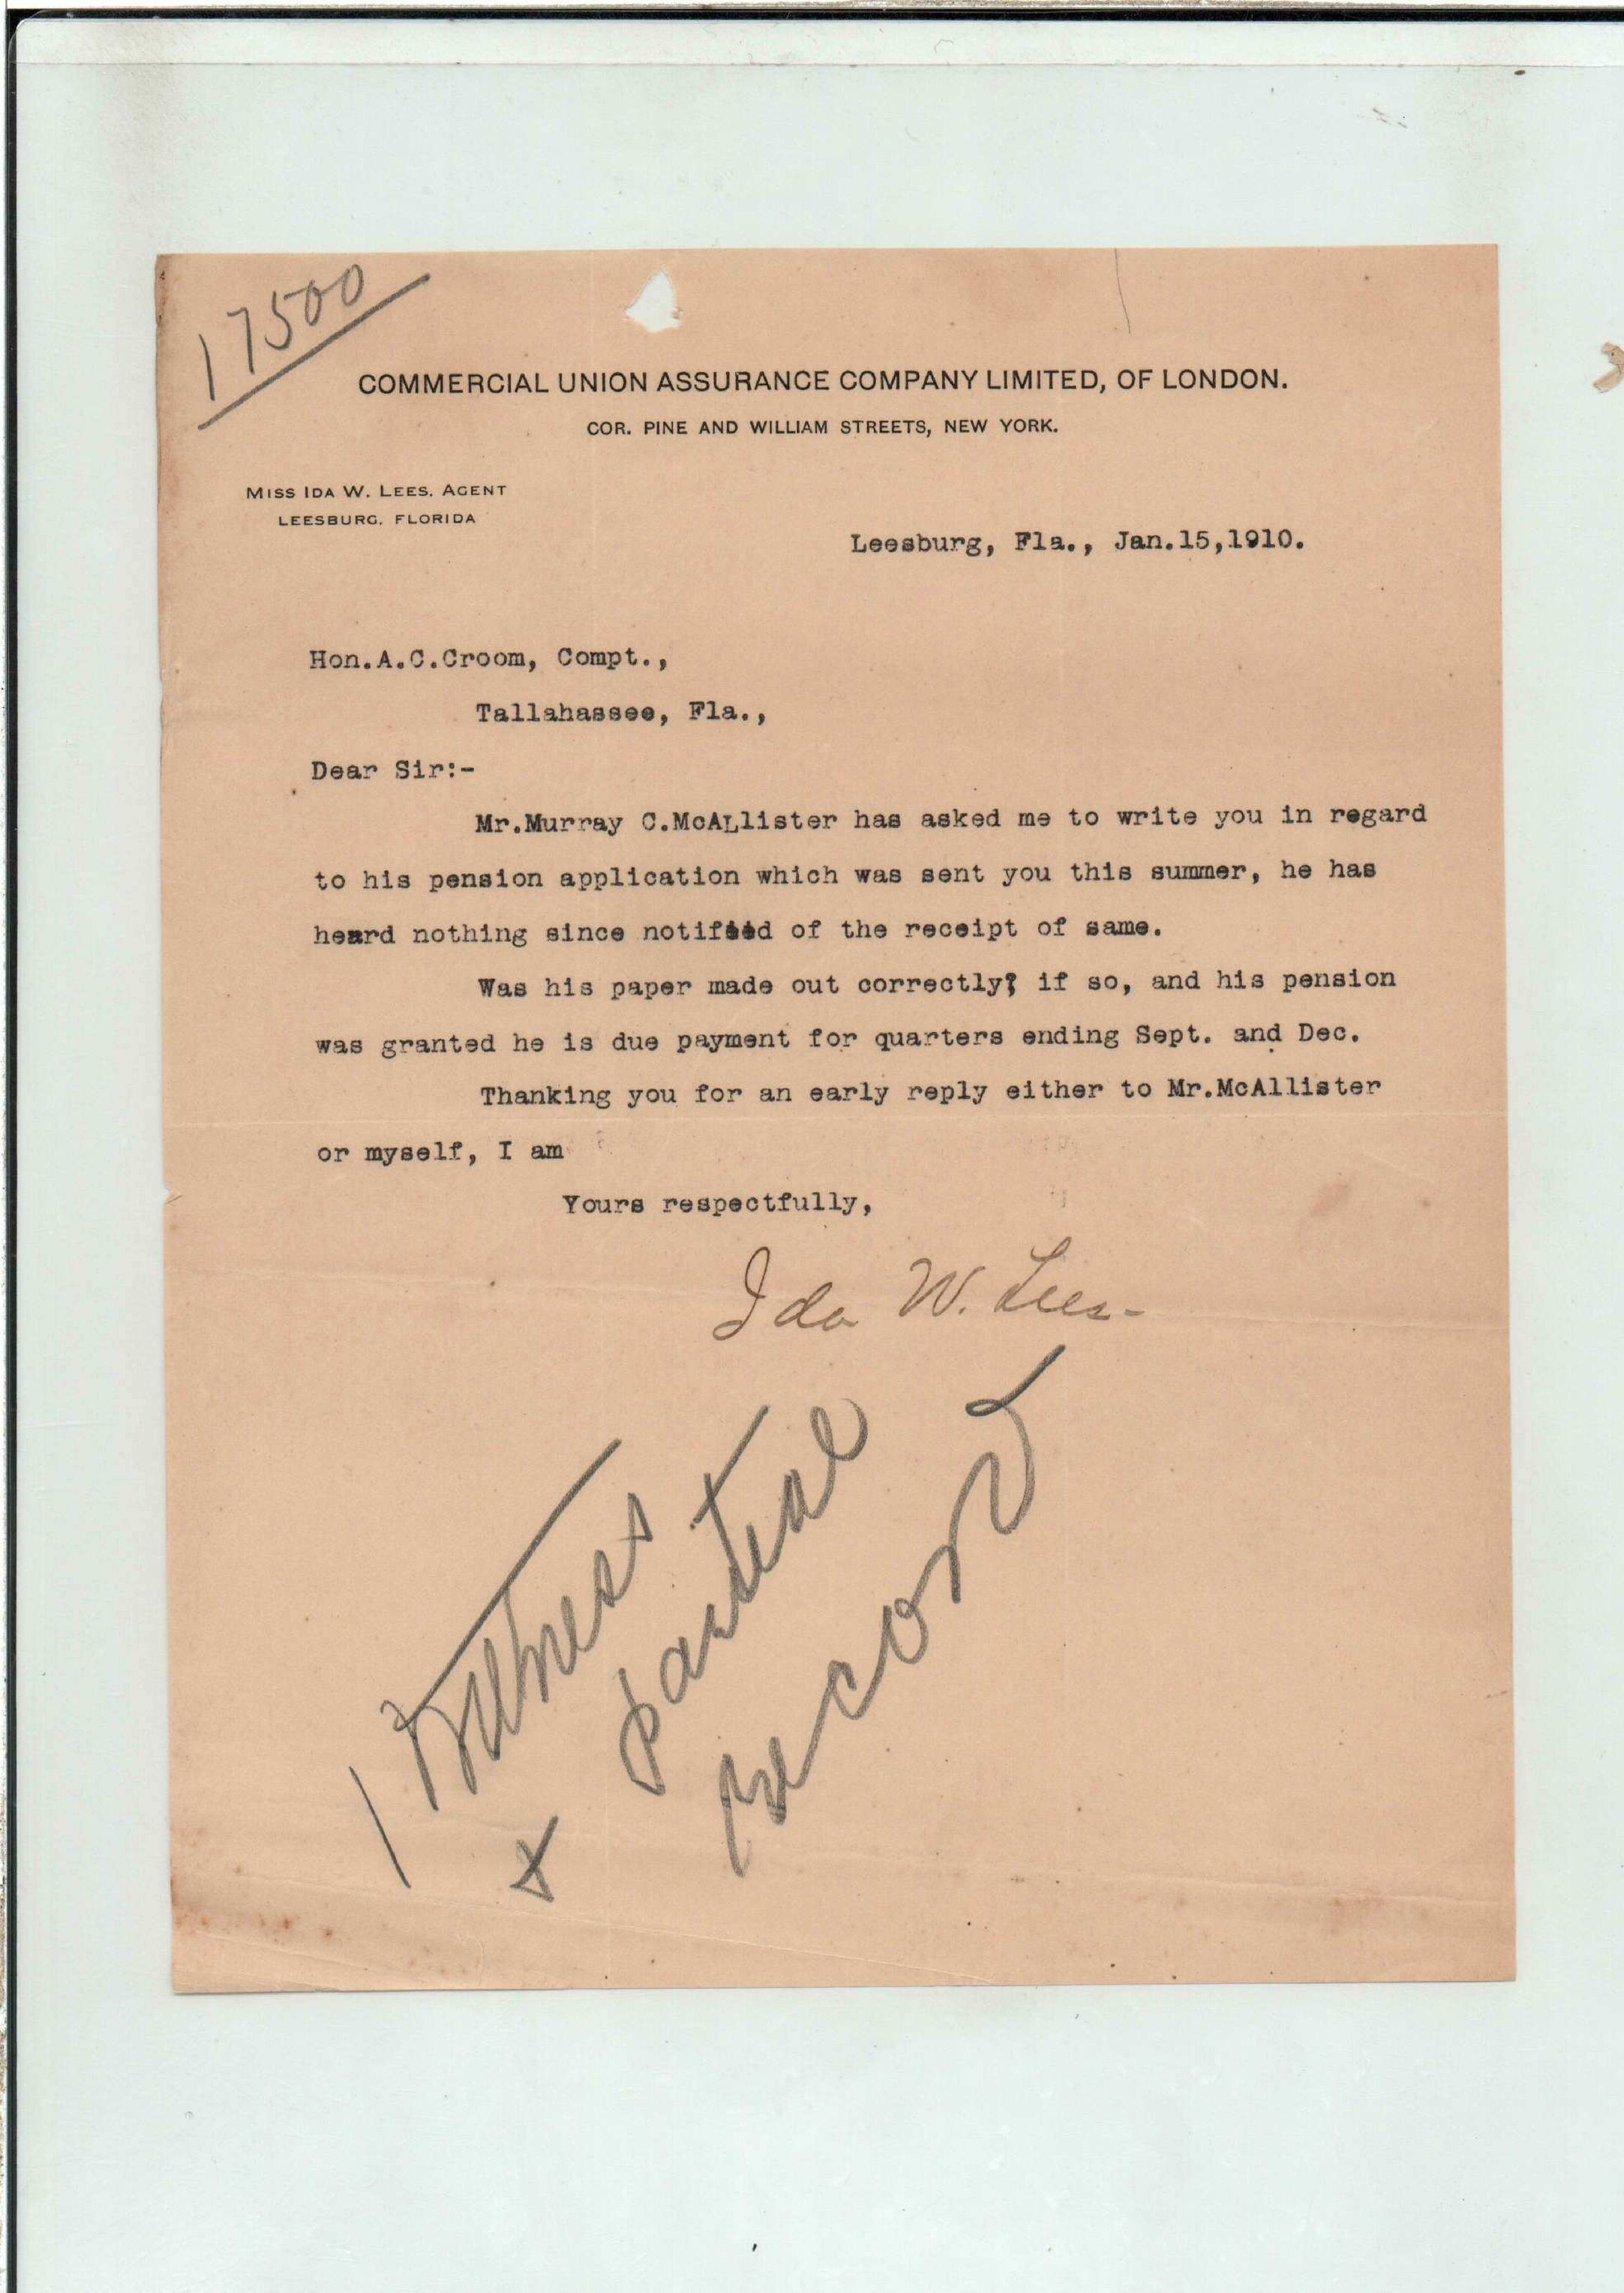 17500
COMMERCIAL UNION ASSURANCE COMPANY LIMITED, OF LONDON.
COR. PINE AND WILLIAM STREETS, NEW YORK.
MISS IDA W. LEES, AGENT
LEESBURG, FLORIDA
Leesburg, Fla., Jan.15,1910.
Hon.A.C.Croom, Compt.,
Tallahassee, Fla.,
Dear Sir:-
Mr.Murray C.McALlister has asked me to write you in regard
to his pension application which was sent you this summer, he has
heard nothing since notifiid of the receipt of same.
Was his paper made out correctly? if so, and his pension
was granted he is due payment for quarters ending Sept. and Dec.
Thanking you for an early reply either to Mr.McAllister
or myself, I am
Yours respectfully,
Ida W. Lees-
1 Witness
& partial
record